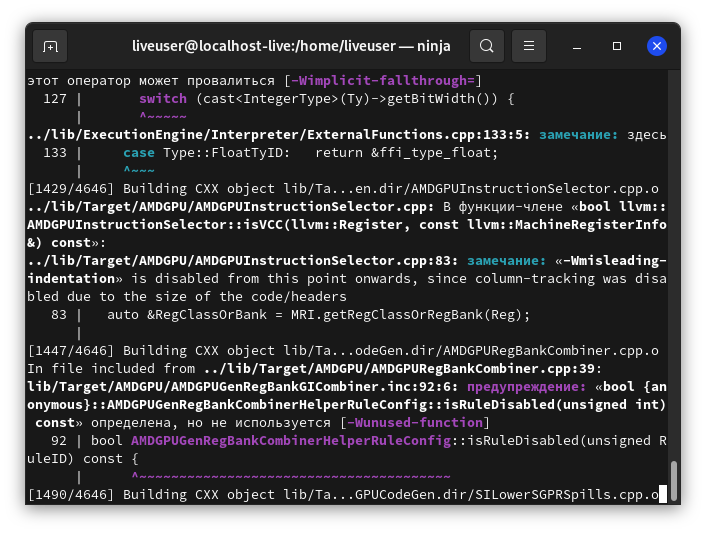 liveuser@localhost-live:/home/liveuser — ninja
этот оператор может провалиться [-Wimplicit-fallthrough=]
  127 |       switch (cast<IntegerType>(Ty)->getBitWidth()) {
      |       ^~~~~~
../lib/ExecutionEngine/Interpreter/ExternalFunctions.cpp:133:5: замечание: здесь
  133 |     case Type::FloatTyID:   return &ffi_type_float;
      |     ^~~~
[1429/4646] Building CXX object lib/Ta...en.dir/AMDGPUInstructionSelector.cpp.o
../lib/Target/AMDGPU/AMDGPUInstructionSelector.cpp: В функции-члене «bool llvm::
AMDGPUInstructionSelector::isVCC(llvm::Register, const llvm::MachineRegisterInfo
&) const»:
../lib/Target/AMDGPU/AMDGPUInstructionSelector.cpp:83: замечание: «-Wmisleading-
indentation» is disabled from this point onwards, since column-tracking was disa
bled due to the size of the code/headers
   83 |   auto &RegClassOrBank = MRI.getRegClassOrRegBank(Reg);
      |
[1447/4646] Building CXX object lib/Ta...odeGen.dir/AMDGPURegBankCombiner.cpp.o
In file included from ../lib/Target/AMDGPU/AMDGPURegBankCombiner.cpp:39:
lib/Target/AMDGPU/AMDGPUGenRegBankGICombiner.inc:92:6: предупреждение: «bool {an
onymous}::AMDGPUGenRegBankCombinerHelperRuleConfig::isRuleDisabled(unsigned int)
 const» определена, но не используется [-Wunused-function]
   92 | bool AMDGPUGenRegBankCombinerHelperRuleConfig::isRuleDisabled(unsigned R
uleID) const {
      |      ^~~~~~~~~~~~~~~~~~~~~~~~~~~~~~~~~~~~~~~~
[1490/4646] Building CXX object lib/Ta...GPUCodeGen.dir/SILowerSGPRSpills.cpp.o